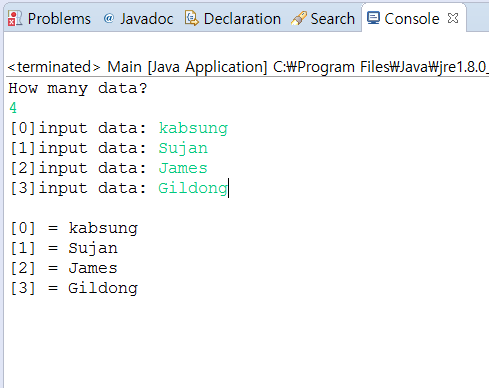 Problems @ Javadoc Declaration Search Console
<terminated> Main [Java Application] C:₩Program Files₩Java₩jre1.8.0_
How many data?
4
[0]input data: kabsung
[1]input data: Sujan
[2]input data: James
[3]input data: Gildong
[0] = kabsung
[1] = Sujan
[2] = James
[3] = Gildong